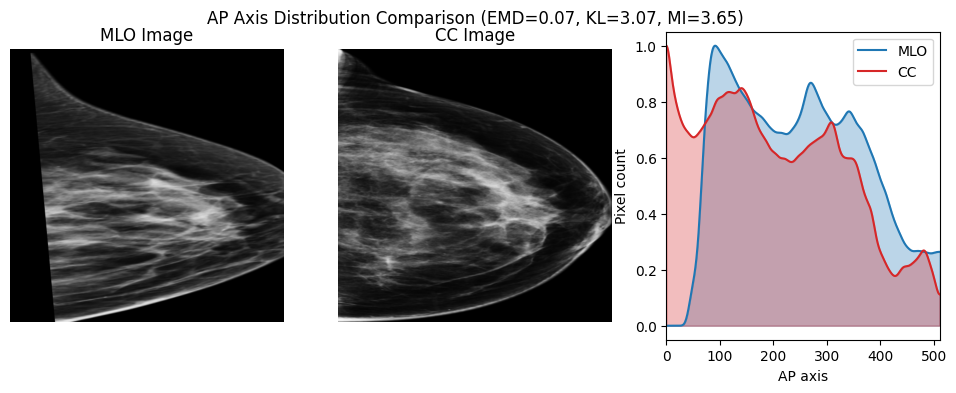 AP Axis Distribution Comparison (EMD=0.07, KL=3.07, MI=3.65)
MLO Image
CC Image
MLO
CC
Pixel count
1.0
0.8
0.6
0.4
0.2
0.0
0 100 200 300 400 500
AP axis